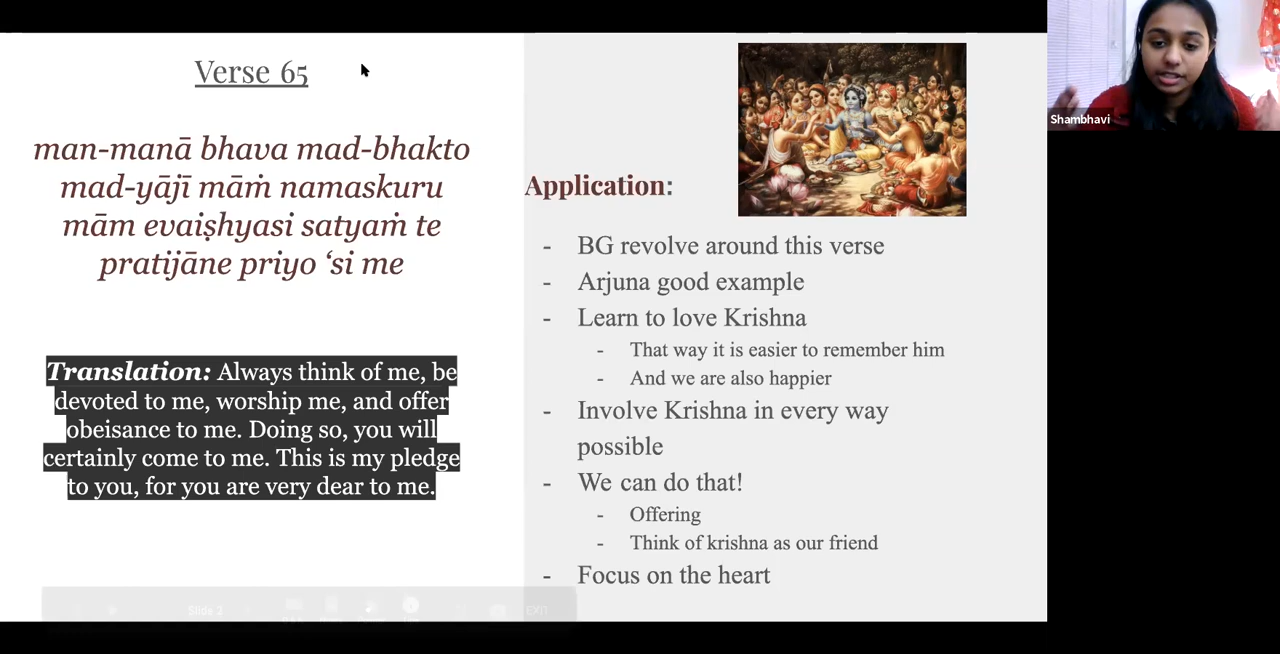 Verse 65
man-manā bhava mad-bhakto
mad-yājī māṁ namaskuru
mām evaiṣhyasi satyaṁ te
pratijāne priyo ‘si me
Translation: Always think of me, be
devoted to me, worship me, and offer
obeisance to me. Doing so, you will
certainly come to me. This is my pledge
to you, for you are very dear to me.
Application:
- BG revolve around this verse
- Arjuna good example
- Learn to love Krishna
- That way it is easier to remember him
- And we are also happier
- Involve Krishna in every way
possible
- We can do that!
- Offering
- Think of krishna as our friend
- Focus on the heart
Slide 2
EXIT
Shambhavi